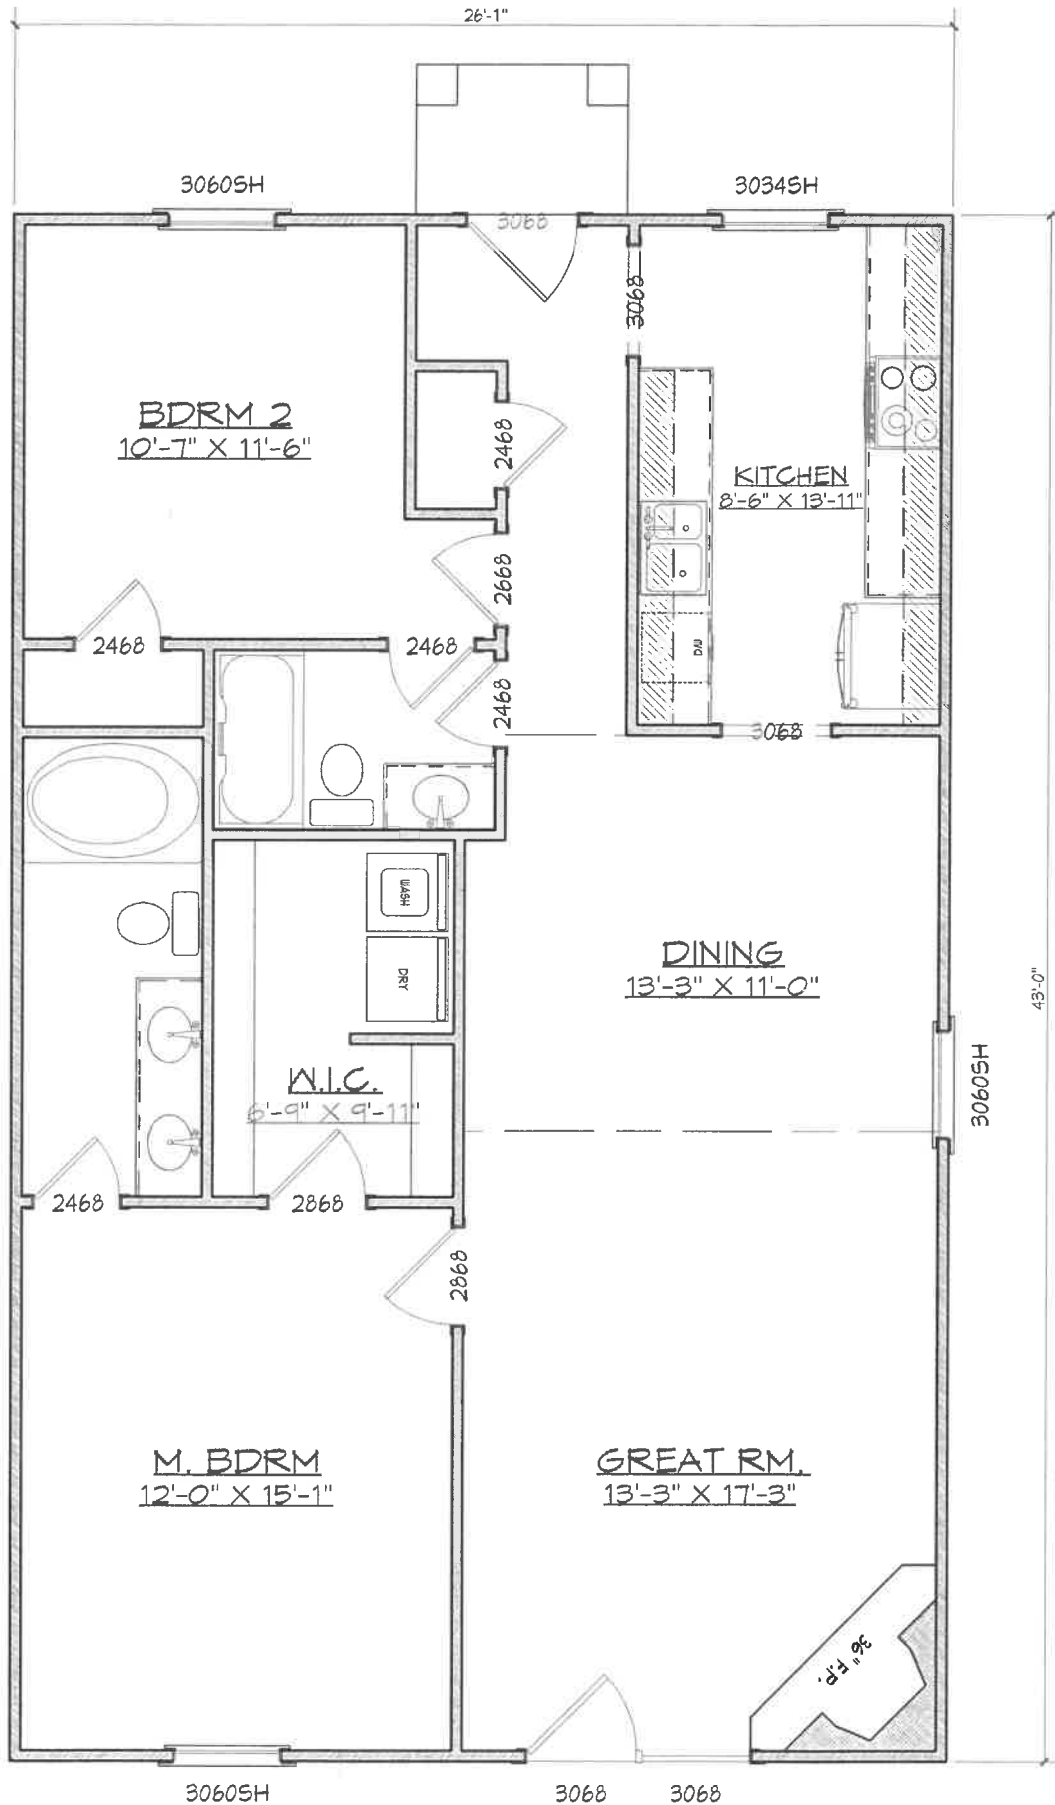 26'-1"
3060SH
3034SH
3068
3068
BDRM 2
10'-7" X 11'-6"
2468
KITCHEN
8'-6" X 13'-11"
2668
2468
2468
2468
DW
3068
WASH
DRY
DINING
13'-3" X 11'-0"
43'-0"
3060SH
W.I.C.
6'-9" X 9'-11"
2468
2868
2868
M. BDRM
12'-0" X 15'-1"
GREAT RM.
13'-3" X 17'-3"
36" F.P.
3060SH
3068
3068